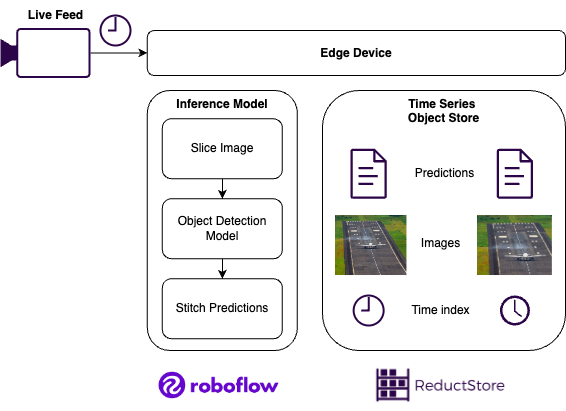 Live Feed
Edge Device
Inference Model
Slice Image
Object Detection
Model
Stitch Predictions
Time Series
Object Store
Predictions
Images
Time index
roboflow
ReductStore